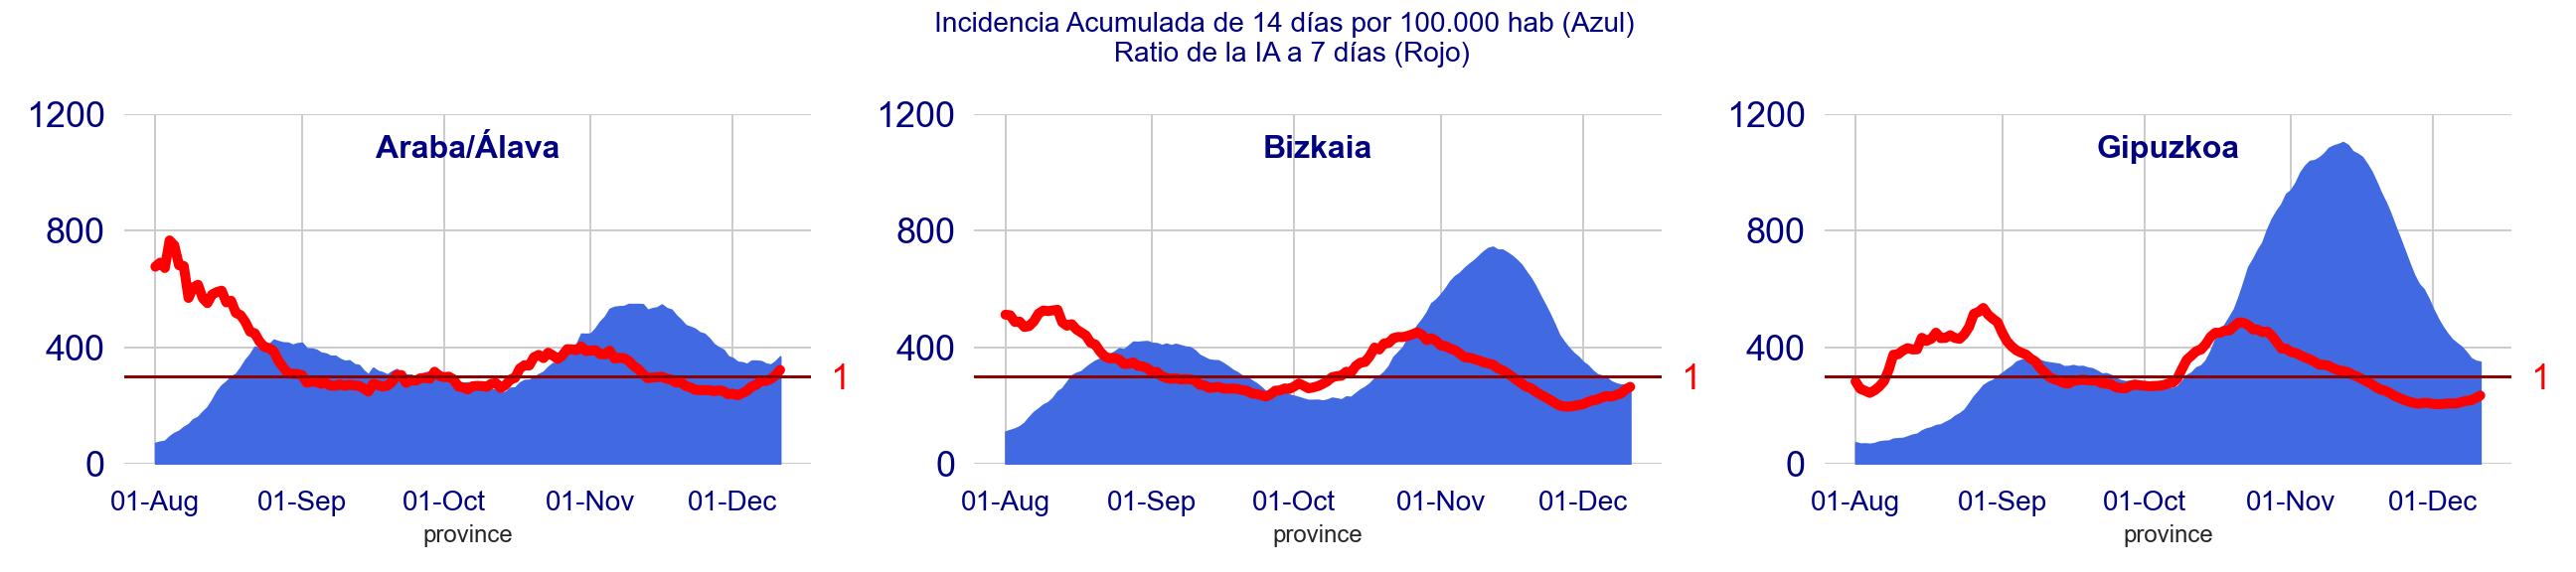 Incidencia Acumulada de 14 días por 100.000 hab (Azul)
Ratio de la IA a 7 días (Rojo)
Araba/Álava
1200
800
400
0
1
01-Aug 01-Sep 01-Oct 01-Nov 01-Dec
province
Bizkaia
1200
800
400
0
1
01-Aug 01-Sep 01-Oct 01-Nov 01-Dec
province
Gipuzkoa
1200
800
400
0
1
01-Aug 01-Sep 01-Oct 01-Nov 01-Dec
province